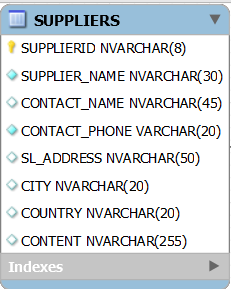 SUPPLIERS
SUPPLIERID NVARCHAR(8)
SUPPLIER_NAME NVARCHAR(30)
CONTACT_NAME NVARCHAR(45)
CONTACT_PHONE VARCHAR(20)
SL_ADDRESS NVARCHAR(50)
CITY NVARCHAR(20)
COUNTRY NVARCHAR(20)
CONTENT NVARCHAR(255)
Indexes